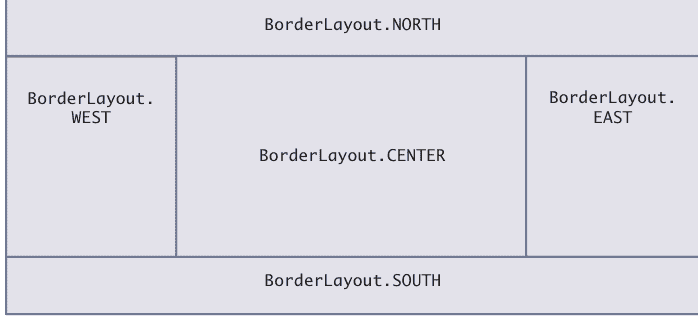 BorderLayout.NORTH
BorderLayout.
WEST
BorderLayout.CENTER
BorderLayout.
EAST
BorderLayout.SOUTH